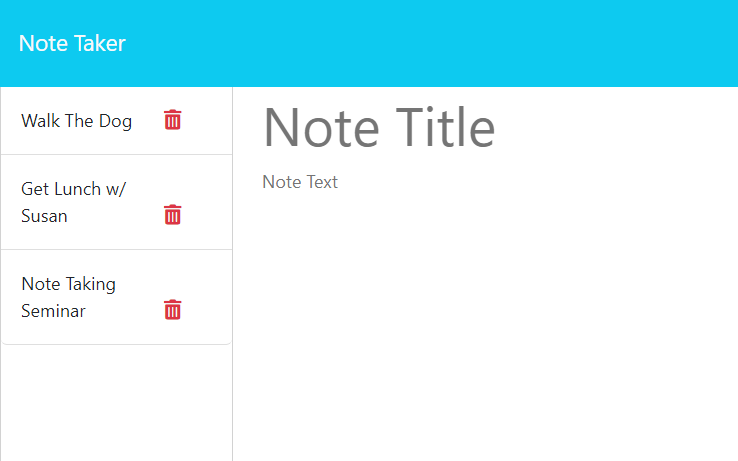 Note Taker
Walk The Dog
Get Lunch w/
Susan
Note Taking
Seminar
Note Title
Note Text